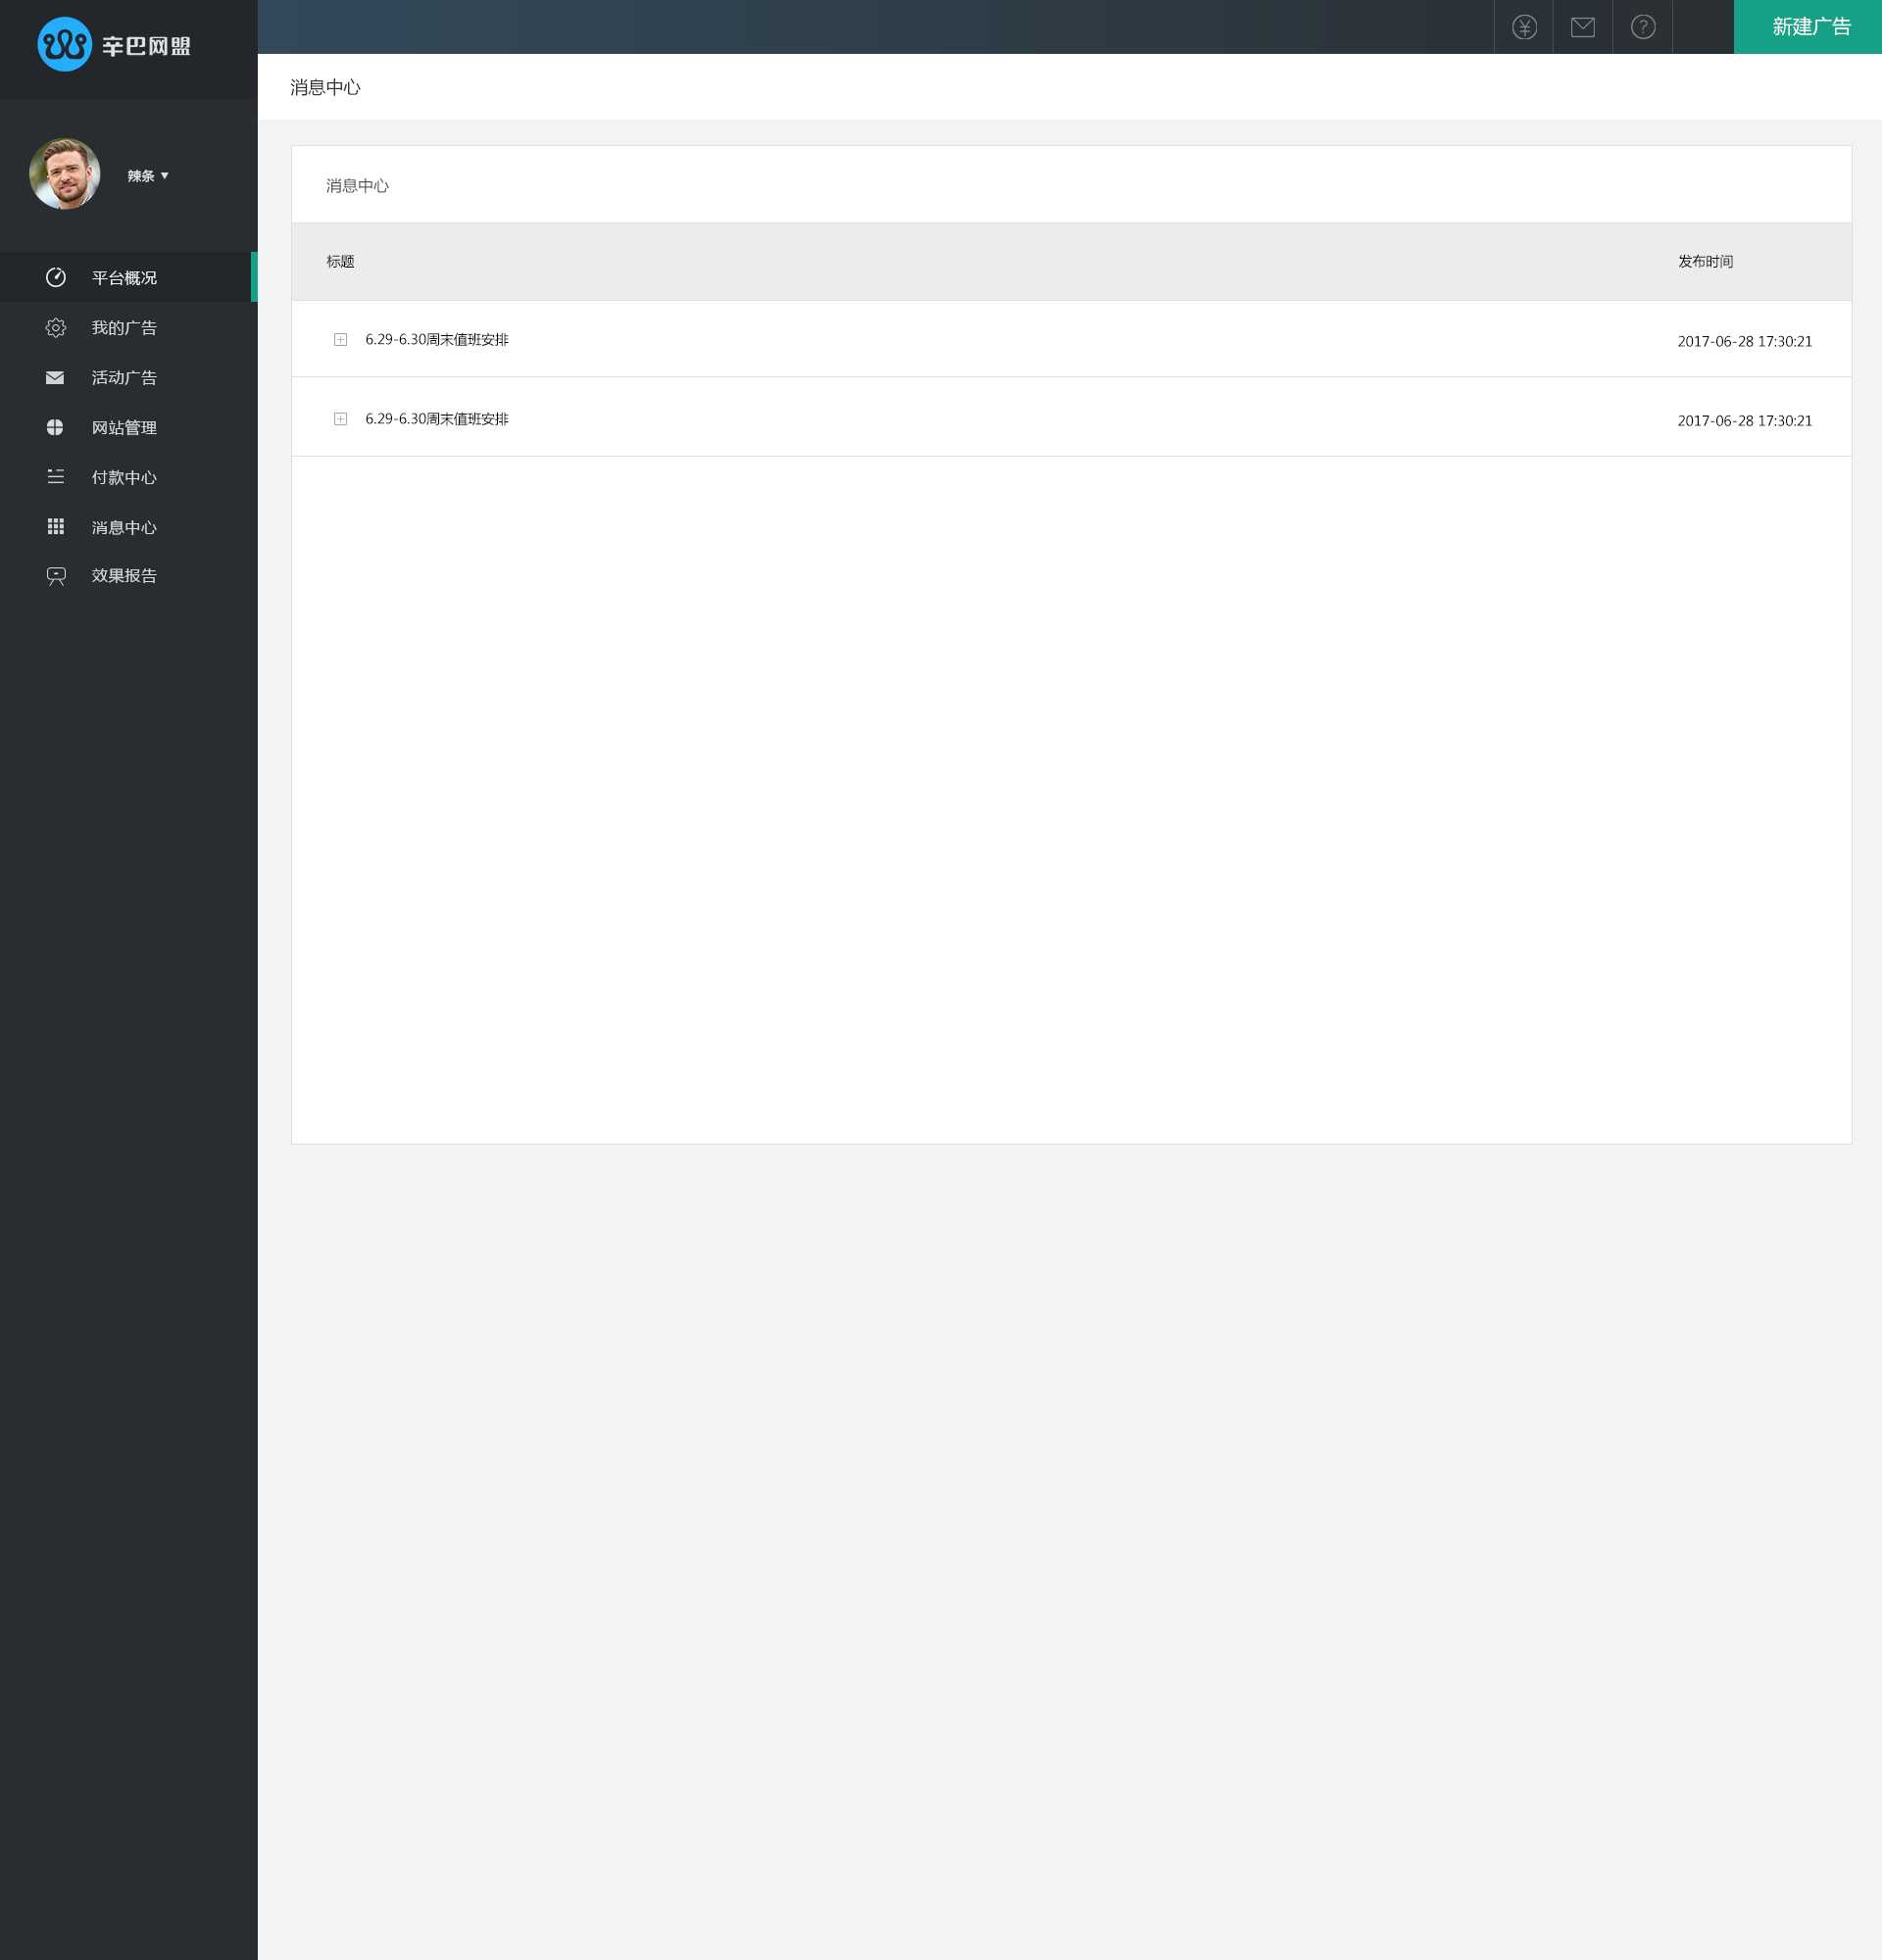 辛巴网盟
新建广告
消息中心
辣条
平台概况
我的广告
活动广告
网站管理
付款中心
消息中心
效果报告
消息中心
标题 发布时间
6.29-6.30周末值班安排 2017-06-28 17:30:21
6.29-6.30周末值班安排 2017-06-28 17:30:21